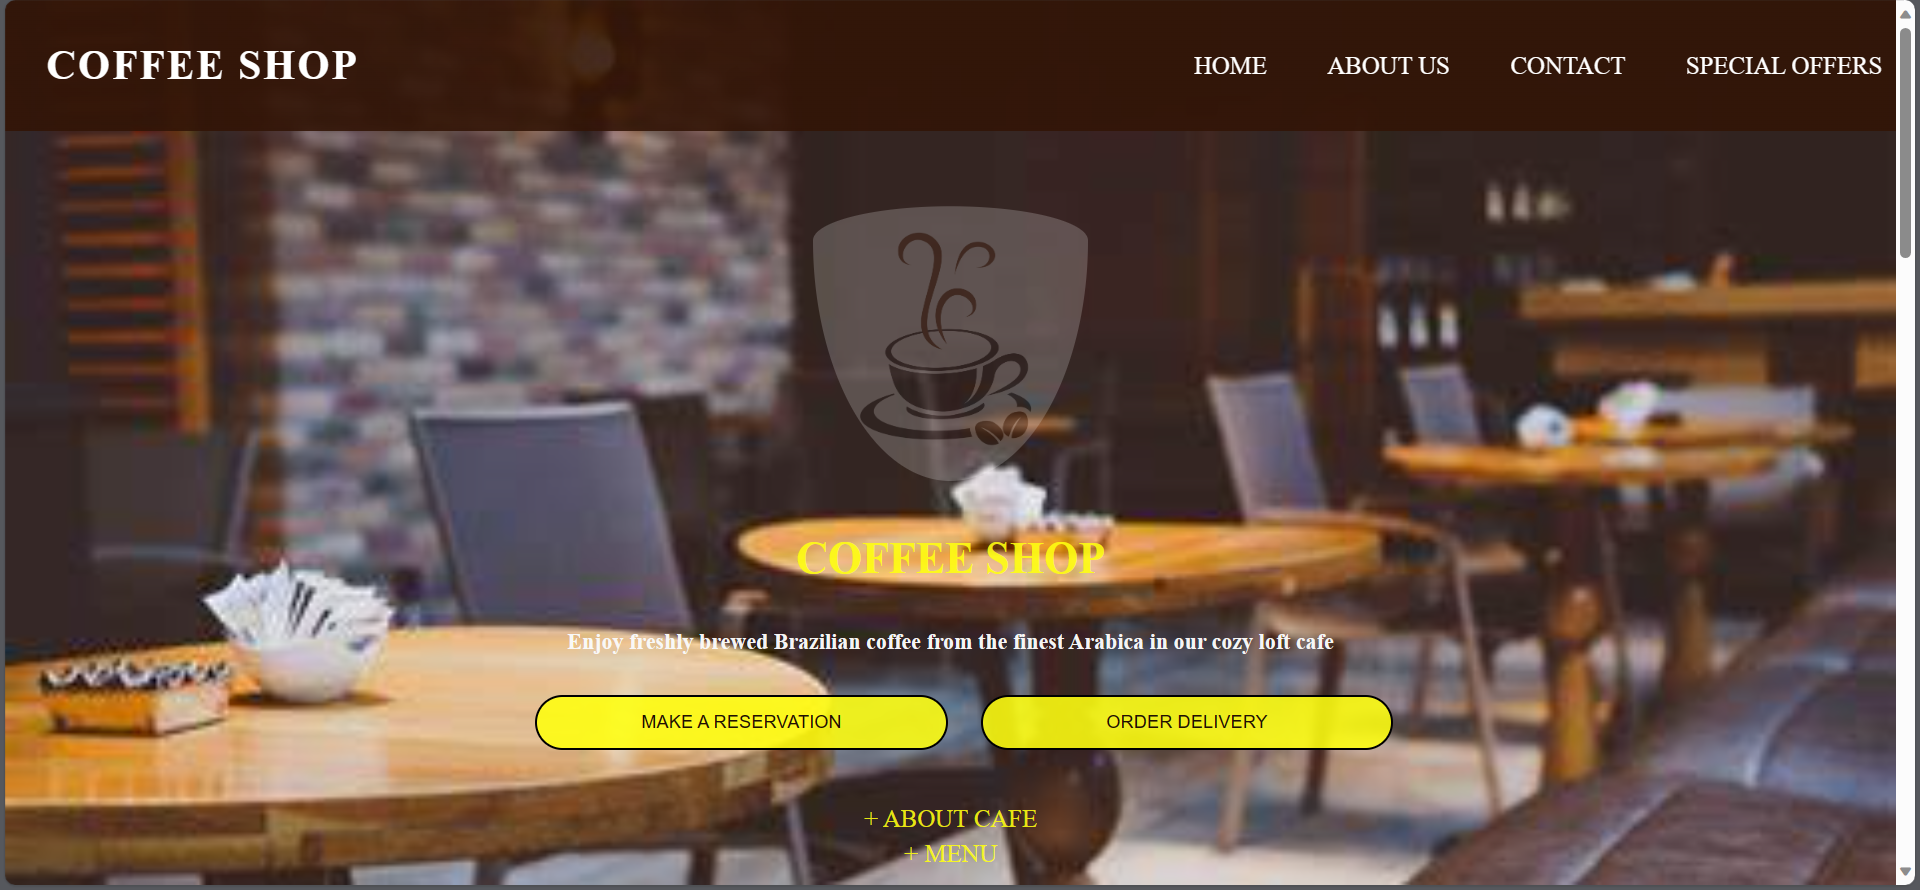 COFFEE SHOP
HOME ABOUT US CONTACT SPECIAL OFFERS
COFFEE SHOP
Enjoy freshly brewed Brazilian coffee from the finest Arabica in our cozy loft cafe
MAKE A RESERVATION ORDER DELIVERY
+ ABOUT CAFE
+ MENU